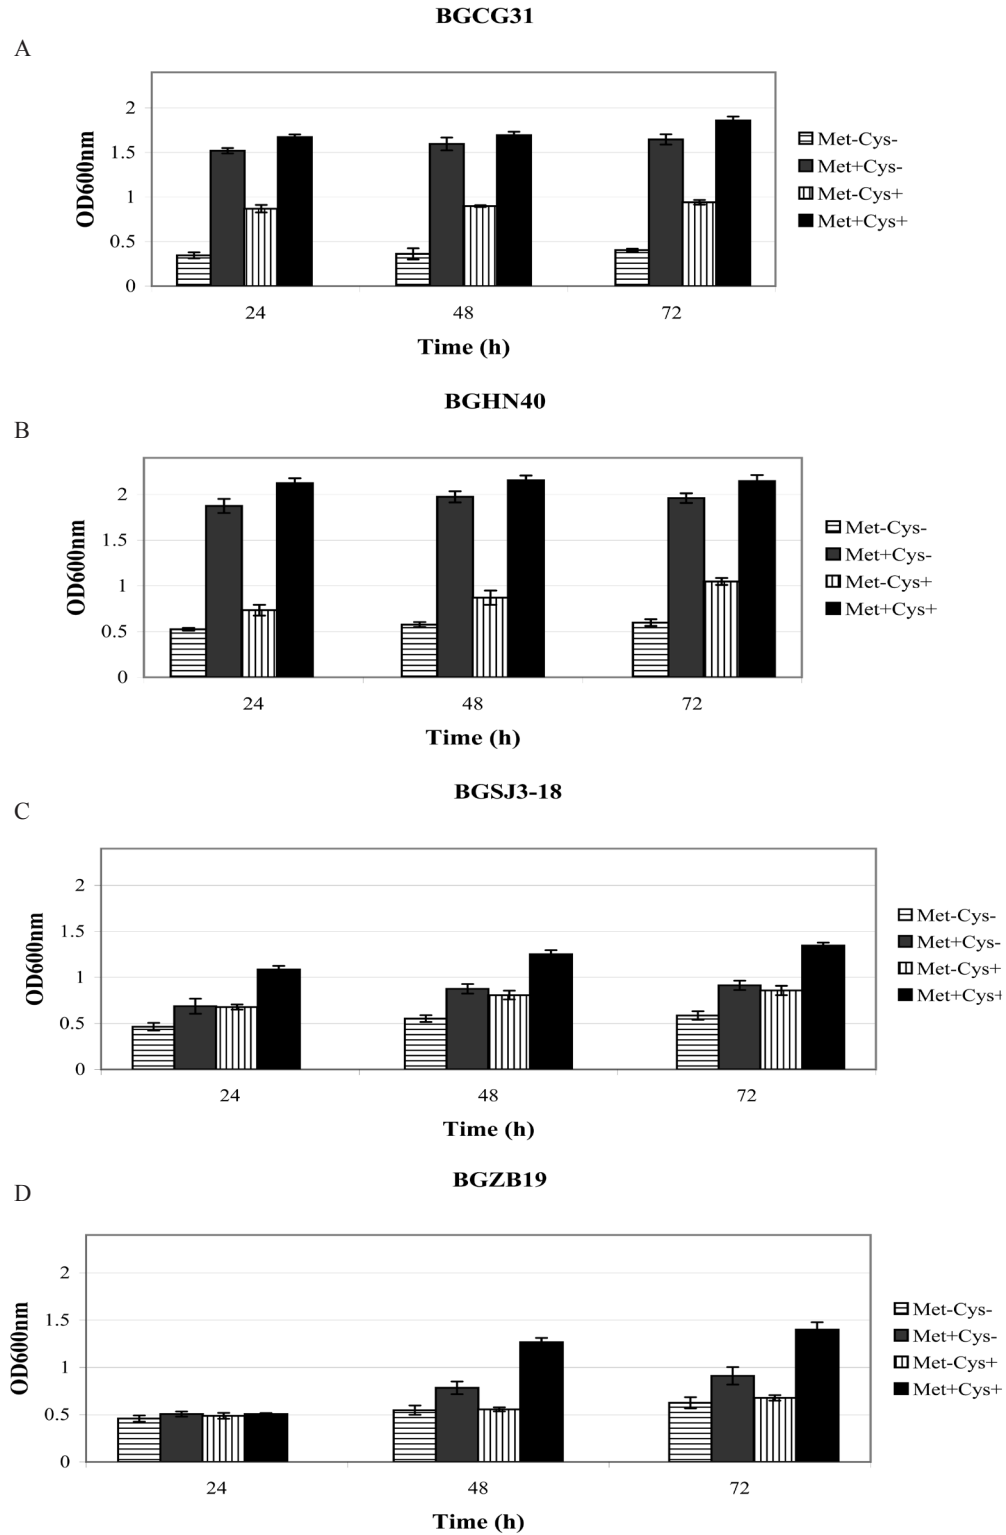 BGCG31
A
2
1.5
1
0.5
0
OD600nm
24 48 72
Time (h)
Met-Cys-
Met+Cys-
Met-Cys+
Met+Cys+
BGHN40
B
2
1.5
1
0.5
0
OD600nm
24 48 72
Time (h)
Met-Cys-
Met+Cys-
Met-Cys+
Met+Cys+
BGSJ3-18
C
2
1.5
1
0.5
0
OD600nm
24 48 72
Time (h)
Met-Cys-
Met+Cys-
Met-Cys+
Met+Cys+
BGZB19
D
2
1.5
1
0.5
0
OD600nm
24 48 72
Time (h)
Met-Cys-
Met+Cys-
Met-Cys+
Met+Cys+